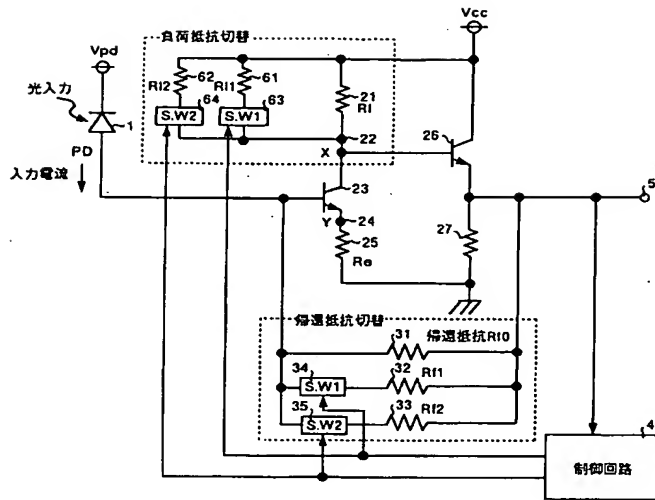 負荷抵抗切替
Vcc
Vpd
62
61
Rl2
Rl1
64
63
21
Rl
光入力
S.W2
S.W1
22
26
1
X
PD
入力電流
23
5
Y
24
25
Re
27
帰還抵抗切替
帰還抵抗Rf0
31
34
S.W1
32
Rf1
35
S.W2
33
Rf2
4
制御回路